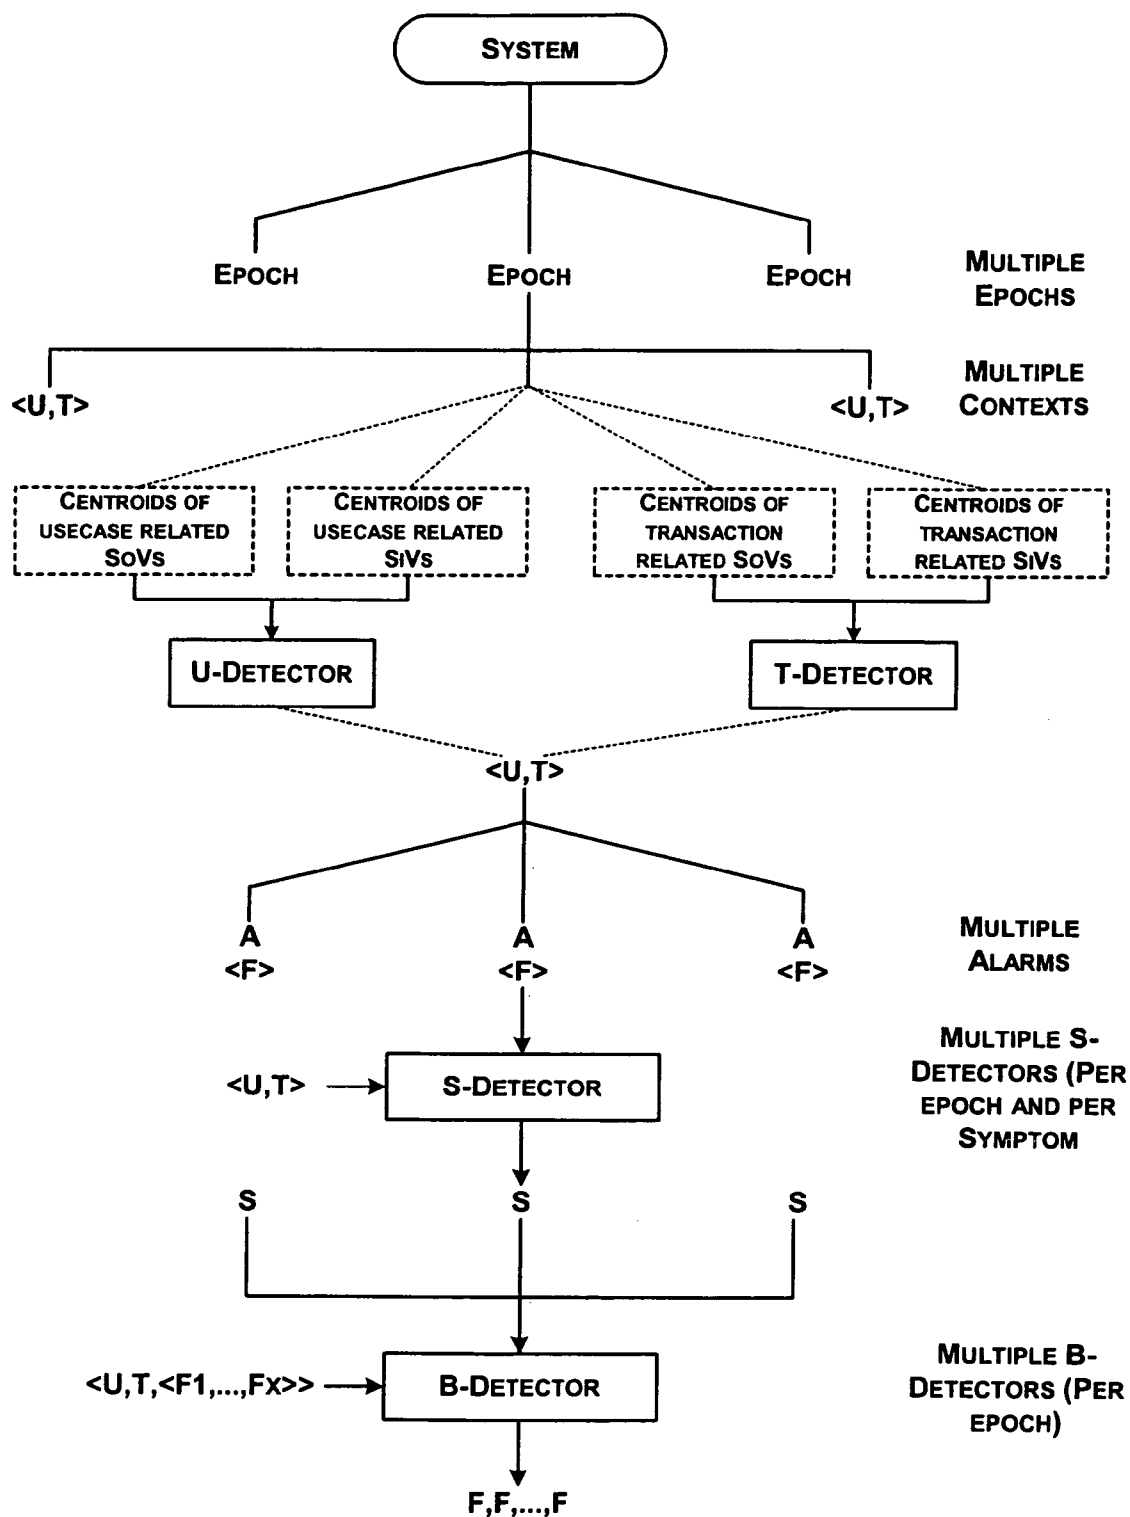 SYSTEM
EPOCH EPOCH EPOCH
MULTIPLE
EPOCHS
<U,T> <U,T>
MULTIPLE
CONTEXTS
CENTROIDS OF
USECASE RELATED
SOVS
CENTROIDS OF
USECASE RELATED
SIVS
CENTROIDS OF
TRANSACTION
RELATED SOVS
CENTROIDS OF
TRANSACTION
RELATED SIVS
U-DETECTOR
T-DETECTOR
<U,T>
A A A
<F> <F> <F>
MULTIPLE
ALARMS
<U,T>
S-DETECTOR
MULTIPLE S-
DETECTORS (PER
EPOCH AND PER
SYMPTOM
S S S
<U,T,<F1,...,FX>>
B-DETECTOR
MULTIPLE B-
DETECTORS (PER
EPOCH)
F,F,...,F